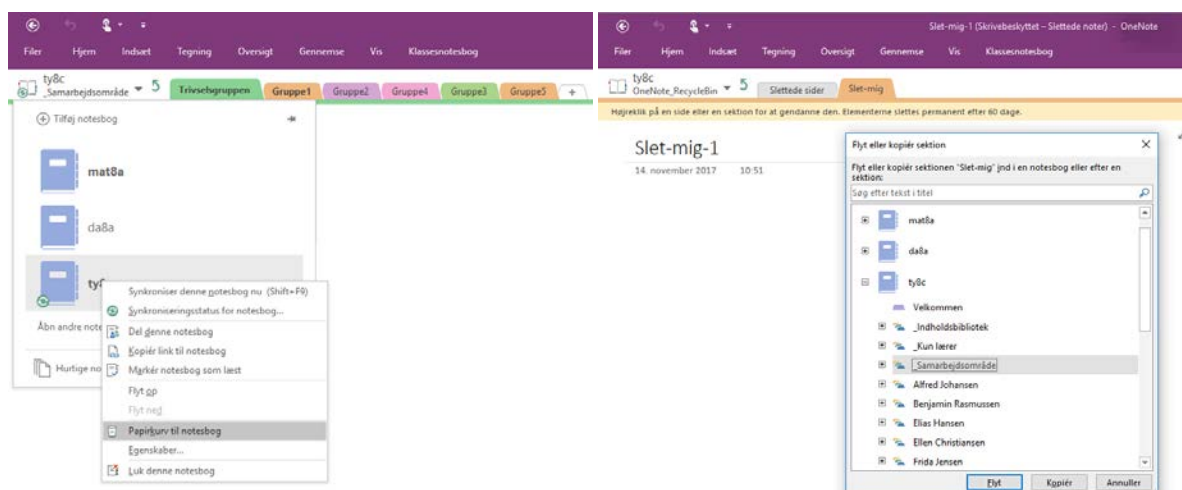 Filer Hjem Indsæt Tegning Oversigt Gennemse Vis Klassesnotesbog
ty8c
_Samarbejdsområde 5 Trivselsgruppen Gruppe1 Gruppe2 Gruppe4 Gruppe3 Gruppe5 +
Tilføj notesbog
mat8a
da8a
Synkroniser denne notesbog nu (Shift+F9)
Synkroniseringsstatus for notesbog...
Åbn andre
Del denne notesbog
Kopiér link til notesbog
Hurtige
Markér notesbog som læst
Flyt op
Flyt ned
Papirkurv til notesbog
Egenskaber...
Luk denne notesbog
Slet-mig-1 (Skrivebeskyttet – Slettede noter) - OneNote
Filer Hjem Indsæt Tegning Oversigt Gennemse Vis Klassesnotesbog
ty8c
OneNote_RecycleBin 5 Slettede sider Slet-mig
Højreklik på en side eller en sektion for at gendanne den. Elementerne slettes permanent efter 60 dage.
Slet-mig-1
14. november 2017 10:51
Flyt eller kopiér sektion
Flyt eller kopiér sektionen "Slet-mig" ind i en notesbog eller efter en
sektion:
Søg efter tekst i titel
mat8a
da8a
ty8c
Velkommen
_Indholdsbibliotek
_Kun lærer
_Samarbejdsområde
Alfred Johansen
Benjamin Rasmussen
Elias Hansen
Ellen Christiansen
Frida Jensen
Flyt Kopiér Annuller